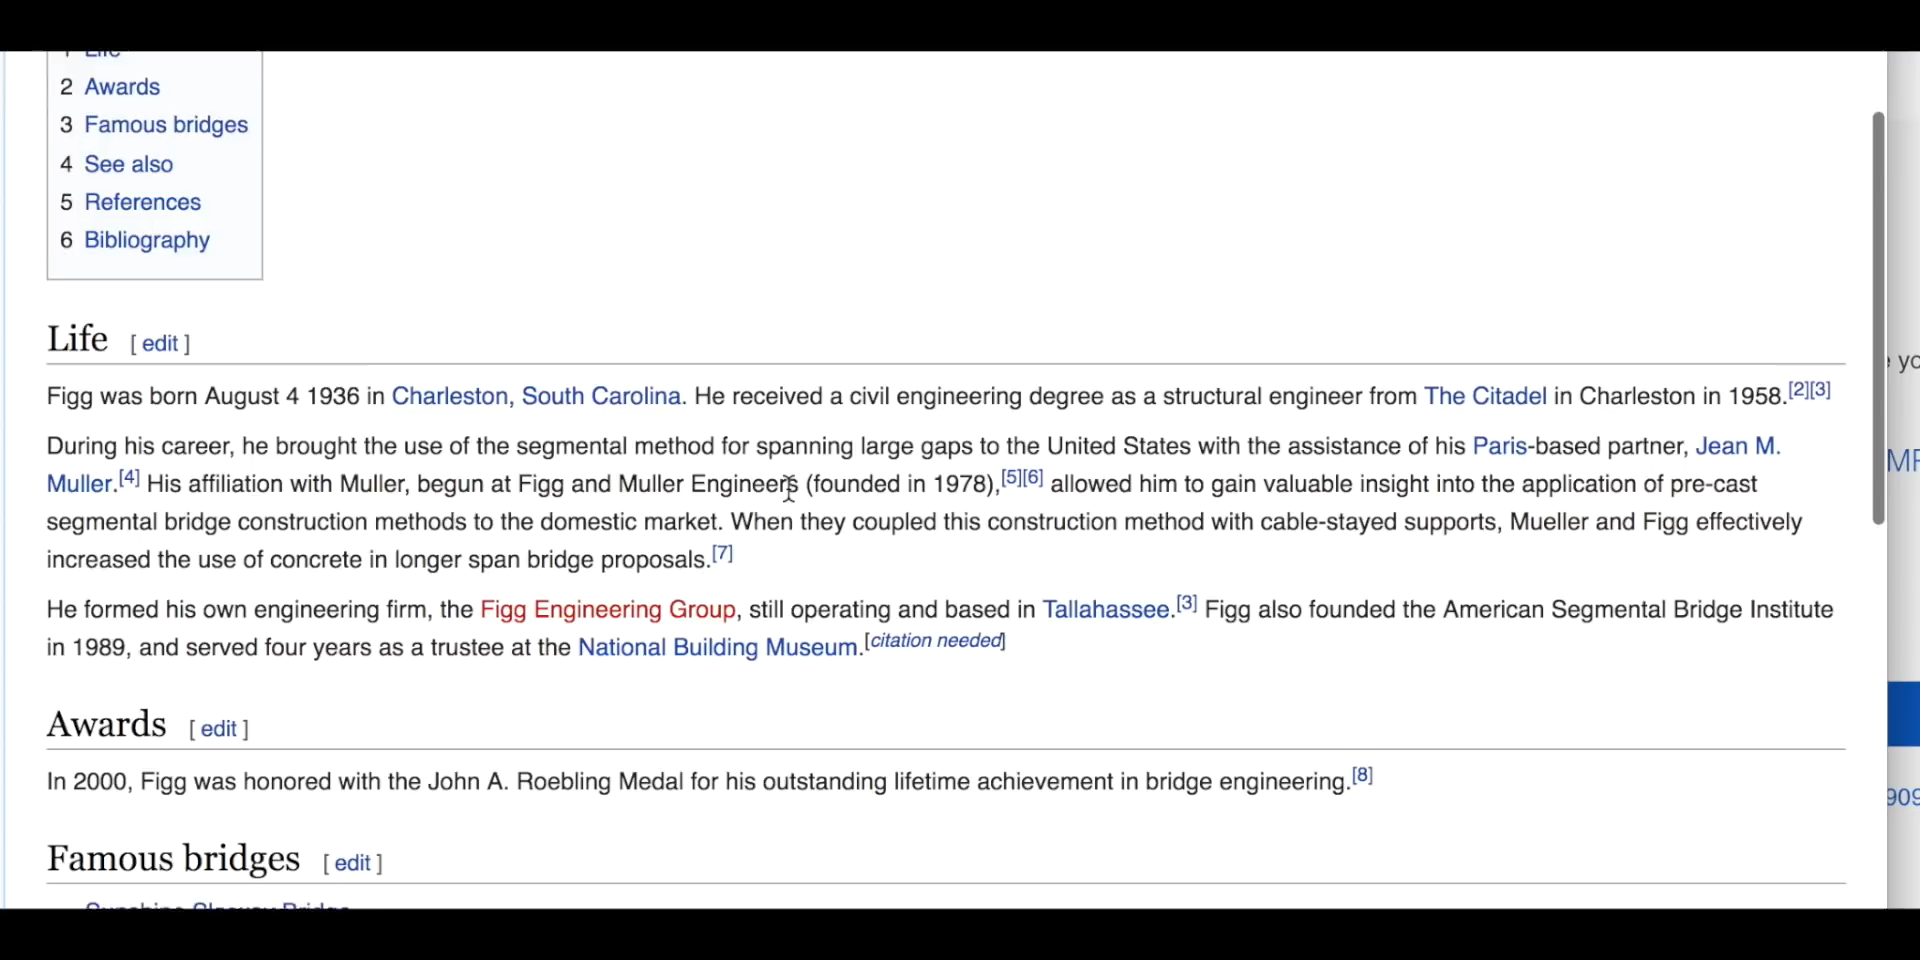 1 Life
2 Awards
3 Famous bridges
4 See also
5 References
6 Bibliography
Life [ edit ]
Figg was born August 4 1936 in Charleston, South Carolina. He received a civil engineering degree as a structural engineer from The Citadel in Charleston in 1958.[2][3]
During his career, he brought the use of the segmental method for spanning large gaps to the United States with the assistance of his Paris-based partner, Jean M.
Muller.[4] His affiliation with Muller, begun at Figg and Muller Engineers (founded in 1978),[5][6] allowed him to gain valuable insight into the application of pre-cast
segmental bridge construction methods to the domestic market. When they coupled this construction method with cable-stayed supports, Mueller and Figg effectively
increased the use of concrete in longer span bridge proposals.[7]
He formed his own engineering firm, the Figg Engineering Group, still operating and based in Tallahassee.[3] Figg also founded the American Segmental Bridge Institute
in 1989, and served four years as a trustee at the National Building Museum.[citation needed]
Awards [ edit ]
In 2000, Figg was honored with the John A. Roebling Medal for his outstanding lifetime achievement in bridge engineering.[8]
Famous bridges [ edit ]
909